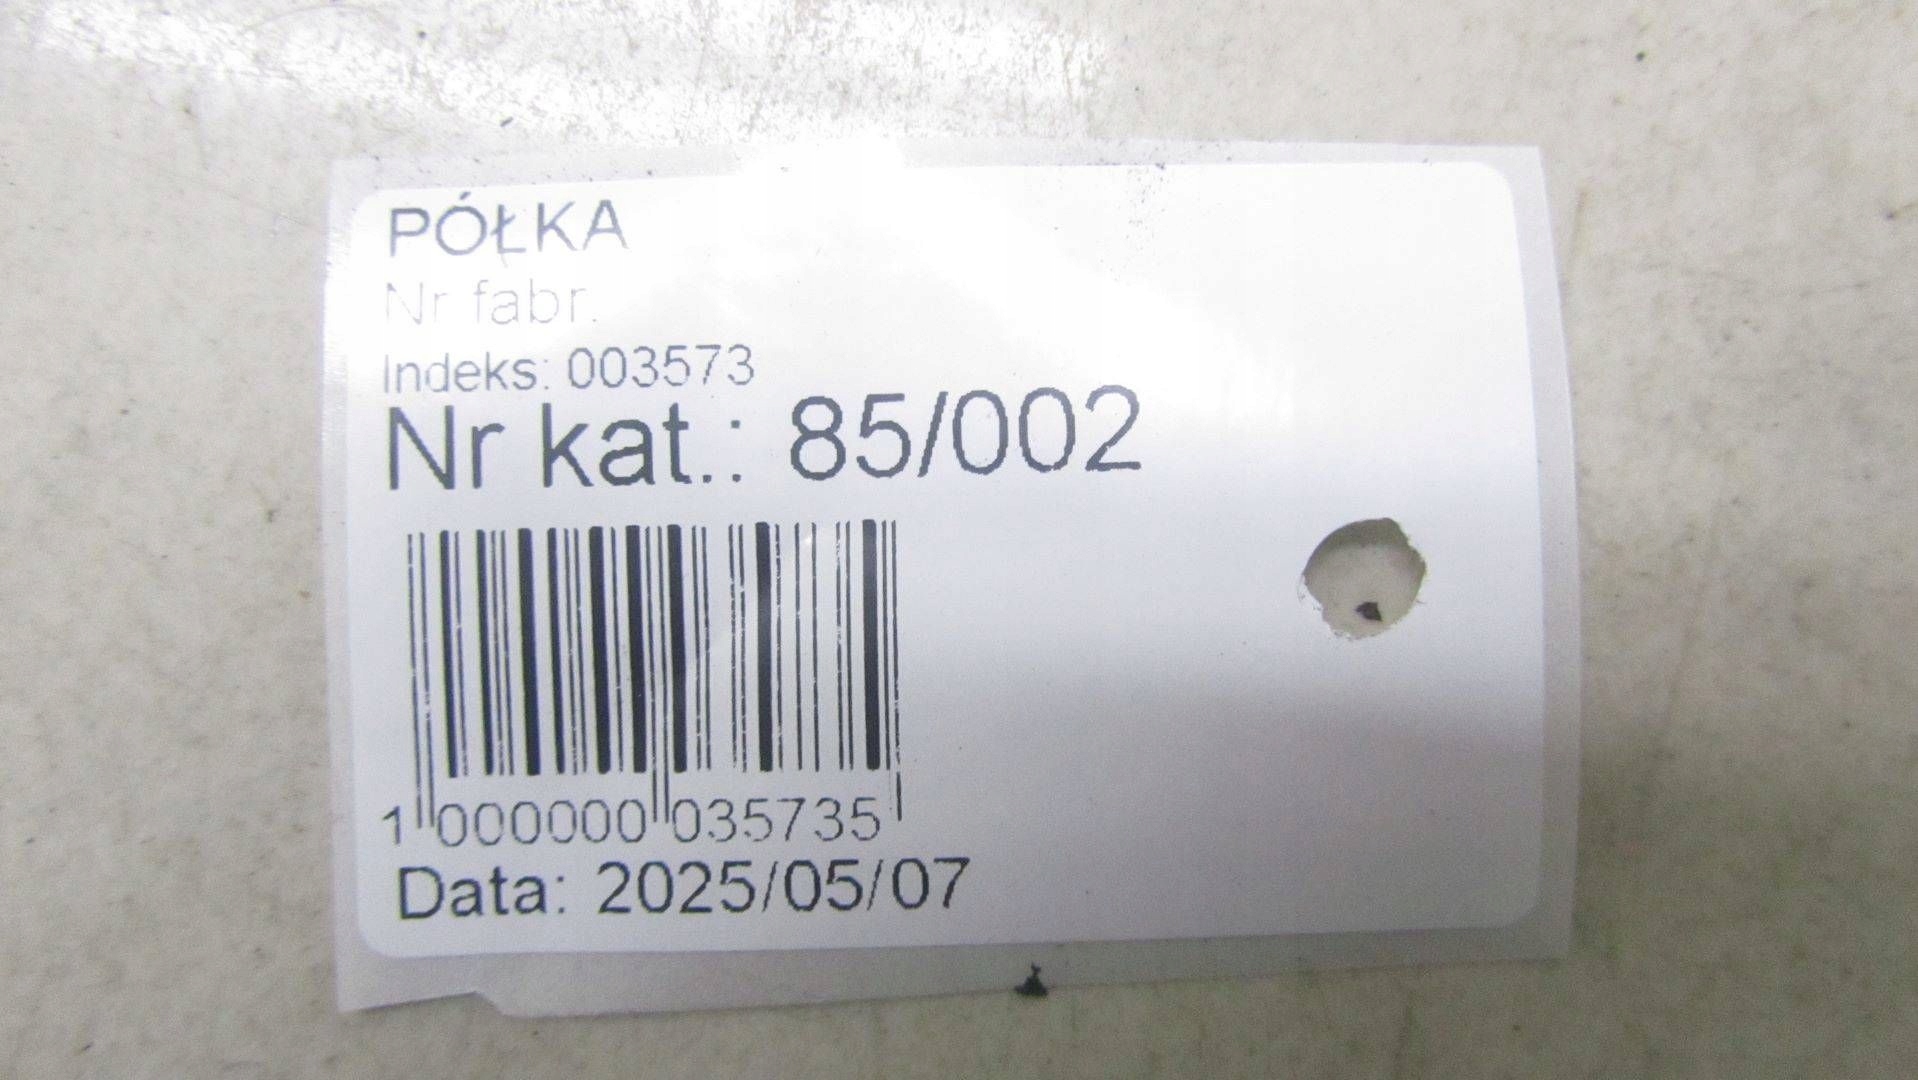 PÓŁKA
Nr fabr.
Indeks: 003573
Nr kat.: 85/002
1 000000 035735
Data: 2025/05/07